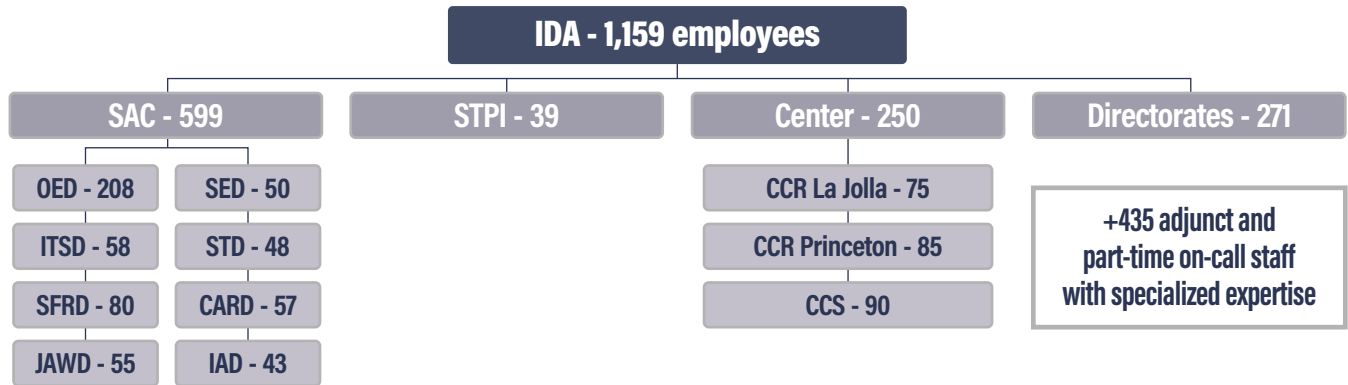 IDA - 1,159 employees
SAC - 599
STPI - 39
Center - 250
Directorates - 271
OED - 208
SED - 50
ITSD - 58
STD - 48
SFRD - 80
CARD - 57
JAWD - 55
IAD - 43
CCR La Jolla - 75
CCR Princeton - 85
CCS - 90
+435 adjunct and
part-time on-call staff
with specialized expertise